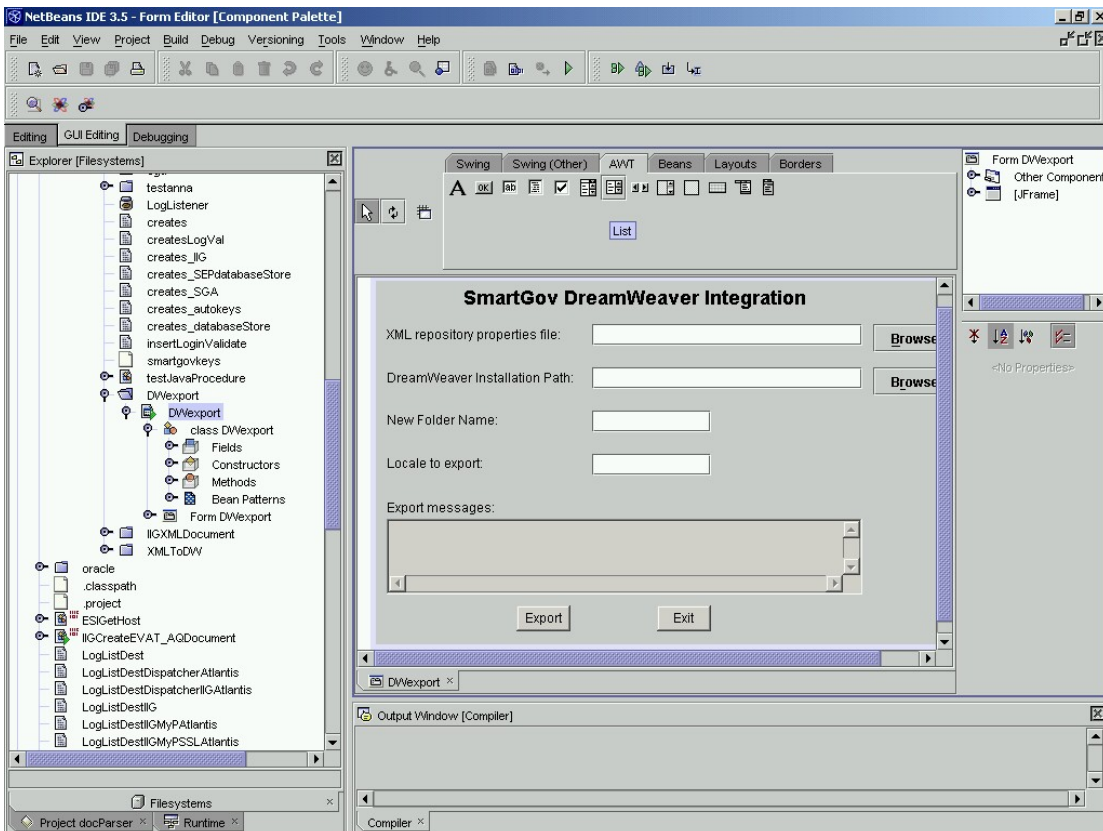 NetBeans IDE 3.5 - Form Editor [Component Palette]
File Edit View Project Build Debug Versioning Tools Window Help
Editing GUI Editing Debugging
Explorer [Filesystems]
testanna
LogListener
creates
createsLogVal
creates_IIG
creates_SEPdatabaseStore
creates_SGA
creates_autokeys
creates_databaseStore
insertLoginValidate
smartgovkeys
testJavaProcedure
DWexport
DWexport
class DWexport
Fields
Constructors
Methods
Bean Patterns
Form DWexport
IIGXMLDocument
XMLToDW
oracle
.classpath
.project
ESIGetHost
IIGCreateEVAT_AQDocument
LogListDest
LogListDestDispatcherAtlantis
LogListDestDispatcherIIGAtlantis
LogListDestIIG
LogListDestIIGMyPAtlantis
LogListDestIIGMyPSSLAtlantis
Filesystems
Project docParser Runtime
Swing Swing (Other) AWT Beans Layouts Borders
A OK ab
List
SmartGov DreamWeaver Integration
XML repository properties file: Browse
DreamWeaver Installation Path: Browse
New Folder Name:
Locale to export:
Export messages:
Export Exit
DWexport
Output Window [Compiler]
Compiler
Form DWexport
Other Component
[JFrame]
<No Properties>